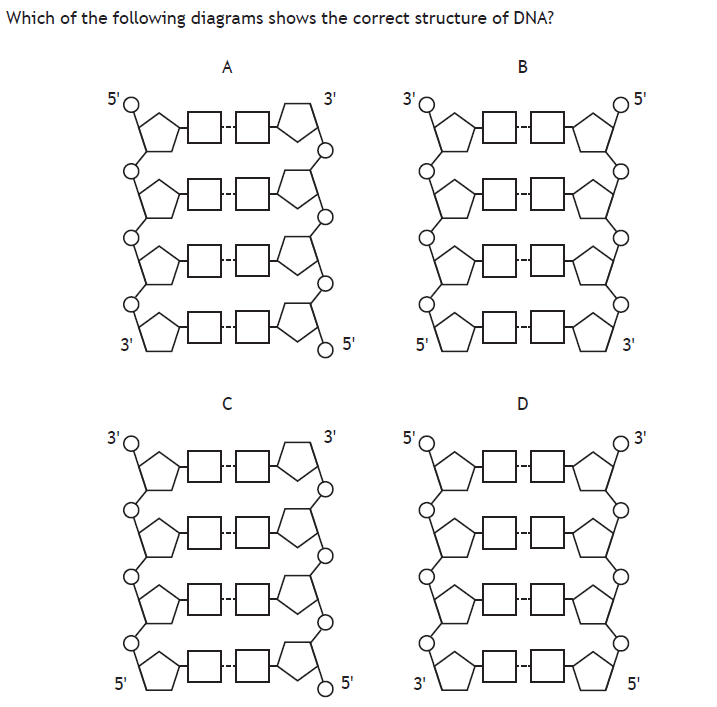 Which of the following diagrams shows the correct structure of DNA?
A B
5' 3' 3' 5'
3' 5' 5' 3'
C D
3' 3' 5' 3'
5' 5' 3' 5'